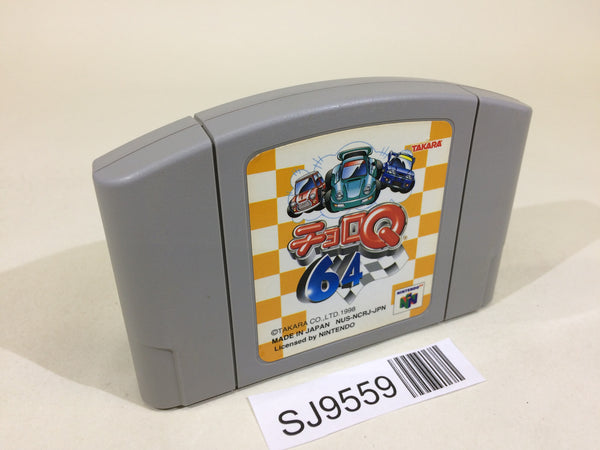 TAKARA
チョロQ
64
©TAKARA CO.,LTD.1998
MADE IN JAPAN NUS-NCRJ-JPN
Licensed by NINTENDO
NINTENDO
SJ9559